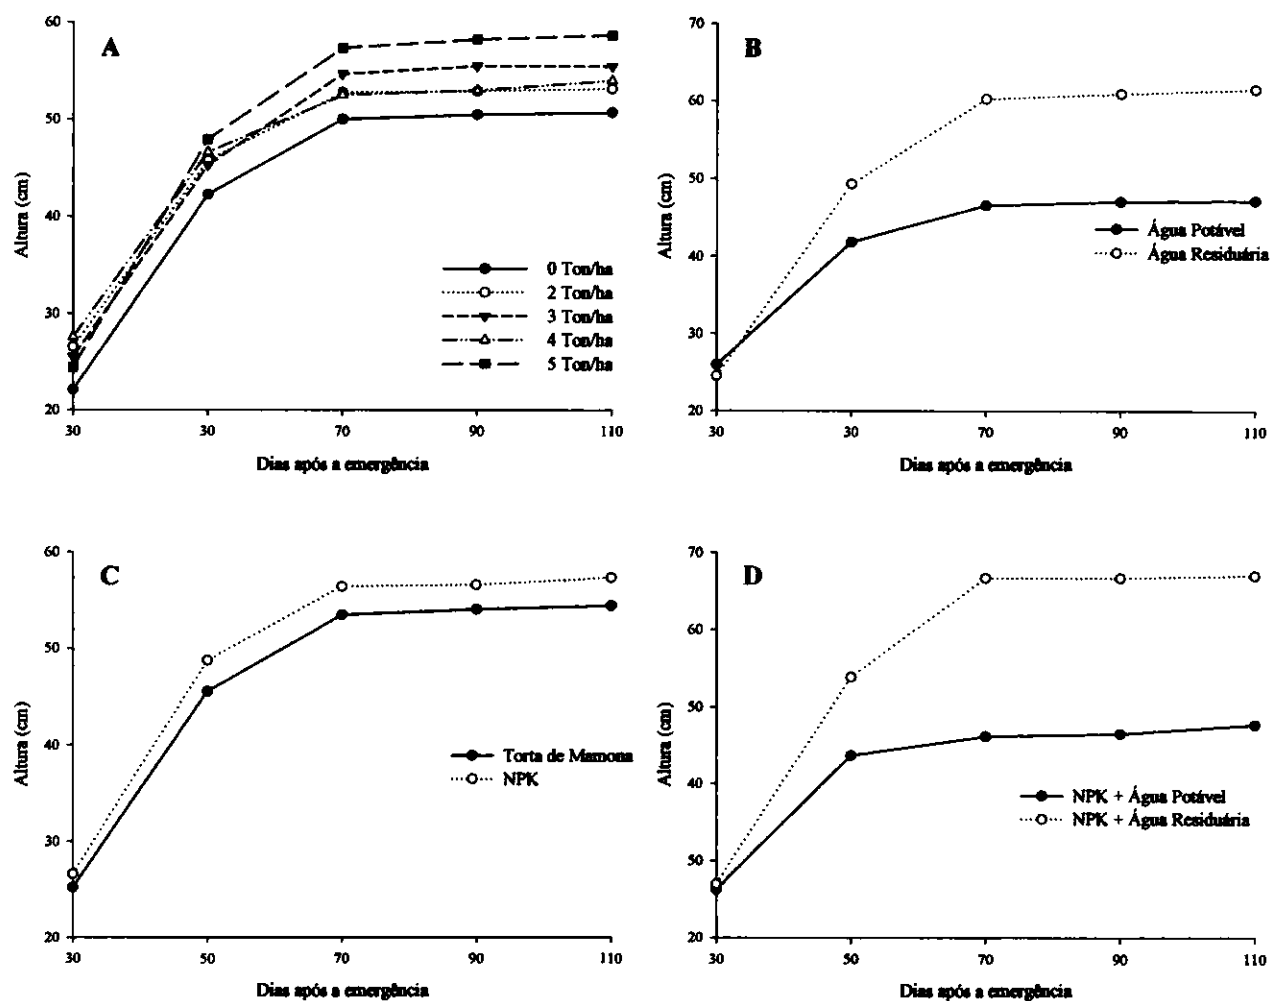 A
Altura (cm)
60
50
40
30
20
30 30 70 90 110
Dias após a emergência
0 Ton/ha
2 Ton/ha
3 Ton/ha
4 Ton/ha
5 Ton/ha
B
Altura (cm)
70
60
50
40
30
20
30 50 70 90 110
Dias após a emergência
Água Potável
Água Residuária
C
Altura (cm)
60
50
40
30
20
30 50 70 90 110
Dias após a emergência
Torta de Mamona
NPK
D
Altura (cm)
70
60
50
40
30
20
30 50 70 90 110
Dias após a emergência
NPK + Água Potável
NPK + Água Residuária